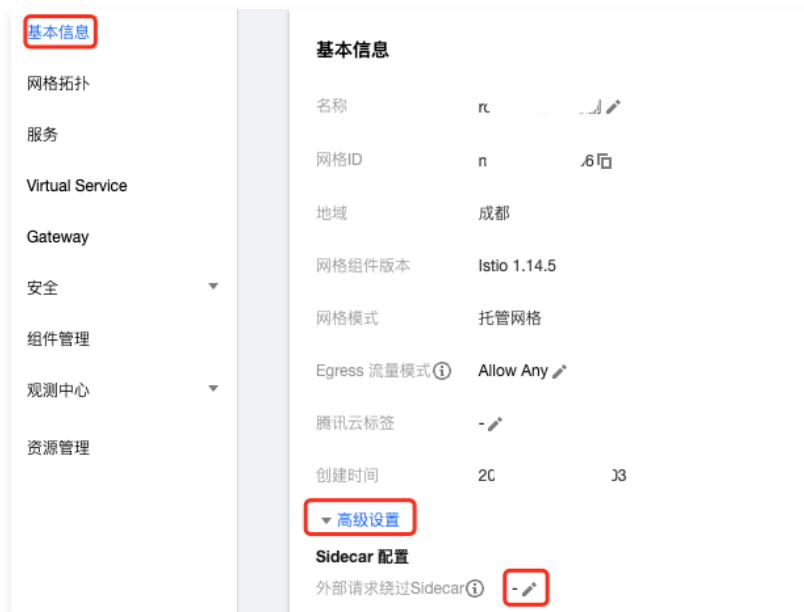 基本信息
网格拓扑
服务
Virtual Service
Gateway
安全
组件管理
观测中心
资源管理
基本信息
名称
网格ID
地域 成都
网格组件版本 Istio 1.14.5
网格模式 托管网格
Egress 流量模式 Allow Any
腾讯云标签 -
创建时间
高级设置
Sidecar 配置
外部请求绕过Sidecar -